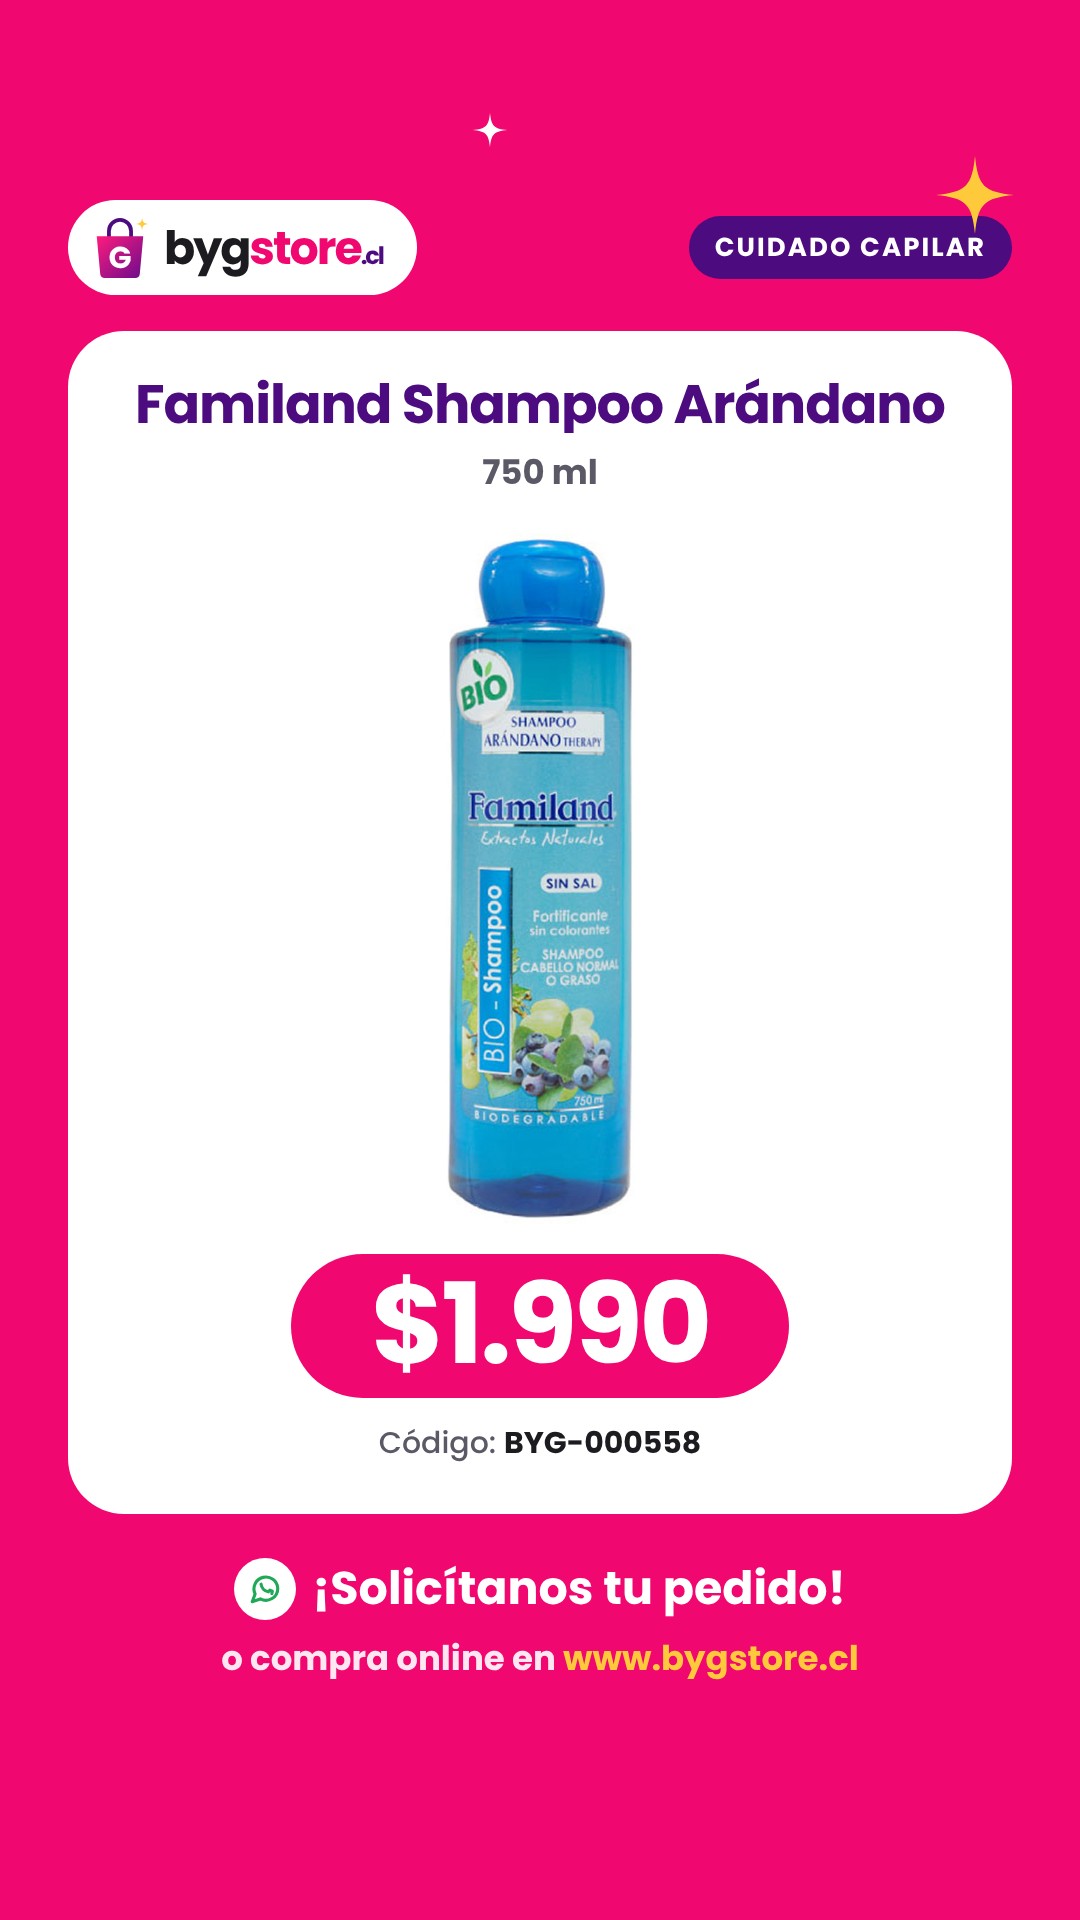 G bygstore.cl
CUIDADO CAPILAR
Familand Shampoo Arándano
750 ml
BIO
SHAMPOO
ARÁNDANO THERAPY
Familand
Extractos Naturales
BIO - Shampoo
SIN SAL
Fortificante
sin colorantes
SHAMPOO
CABELLO NORMAL
O GRASO
750 ml
BIODEGRADABLE
$1.990
Código: BYG-000558
¡Solicítanos tu pedido!
o compra online en www.bygstore.cl